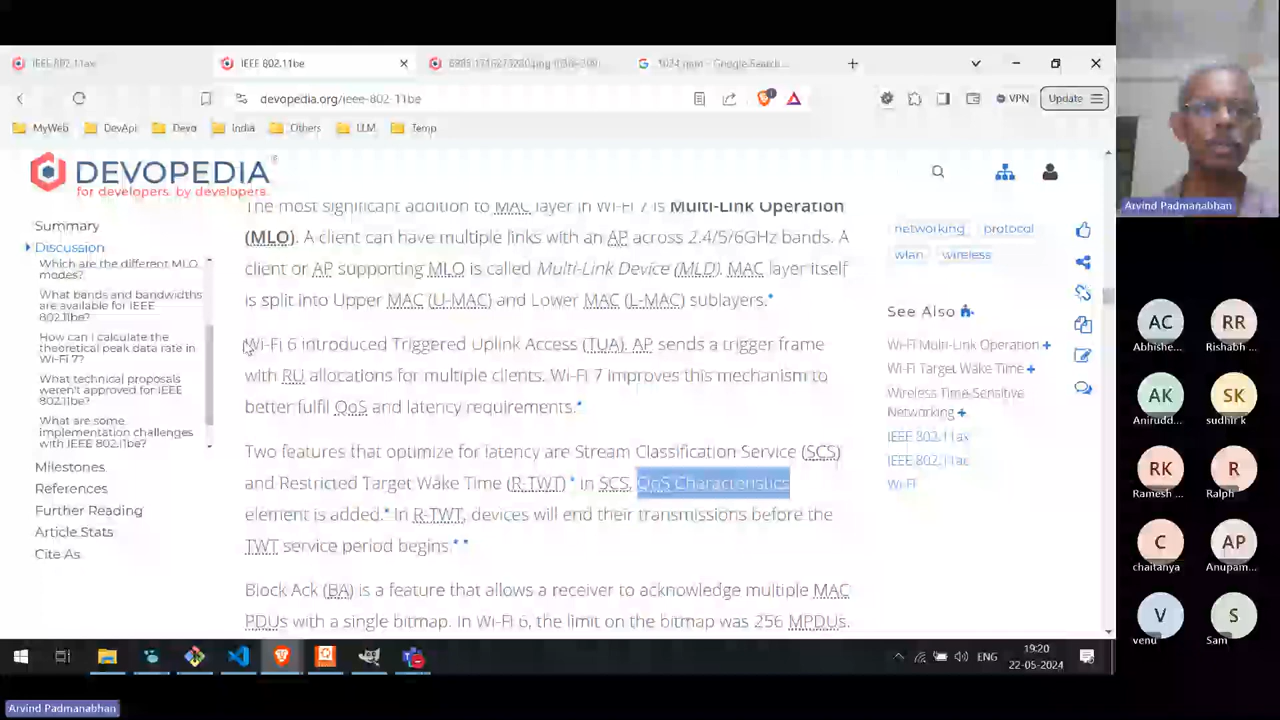 IEEE 802.11ax
IEEE 802.11be
devopedia.org/ieee-802-11be
VPN
Update
MyWeb
DevApi
Devo
India
Others
LLM
Temp
DEVOPEDIA
for developers. by developers.
Summary
Discussion
Which are the different MLO
modes?
What bands and bandwidths
are available for IEEE
802.11be?
How can I calculate the
theoretical peak data rate in
Wi-Fi 7?
What technical proposals
weren't approved for IEEE
802.11be?
What are some
implementation challenges
with IEEE 802.11be?
Milestones
References
Further Reading
Article Stats
Cite As
The most significant addition to MAC layer in Wi-Fi 7 is Multi-Link Operation
(MLO). A client can have multiple links with an AP across 2.4/5/6GHz bands. A
client or AP supporting MLO is called Multi-Link Device (MLD). MAC layer itself
is split into Upper MAC (U-MAC) and Lower MAC (L-MAC) sublayers.
Wi-Fi 6 introduced Triggered Uplink Access (TUA). AP sends a trigger frame
with RU allocations for multiple clients. Wi-Fi 7 improves this mechanism to
better fulfil QoS and latency requirements.
Two features that optimize for latency are Stream Classification Service (SCS)
and Restricted Target Wake Time (R-TWT) in SCS, QoS Characteristics
element is added. In R-TWT, devices will end their transmissions before the
TWT service period begins.
Block Ack (BA) is a feature that allows a receiver to acknowledge multiple MAC
PDUs with a single bitmap. In Wi-Fi 6, the limit on the bitmap was 256 MPDUs.
networking
protocol
wlan
wireless
See Also
Wi-Fi Multi-Link Operation +
Wi-Fi Target Wake Time +
Wireless Time-Sensitive
Networking +
IEEE 802.11ax
IEEE 802.11ac
Wi-Fi
ENG
19:20
22-05-2024
Arvind Padmanabhan
AC
Abhishe...
RR
Rishabh ...
AK
Anirudd...
SK
sudhir k
RK
Ramesh ...
R
Ralph
C
chaitanya
AP
Anupam...
V
venu
S
Sam
Arvind Padmanabhan